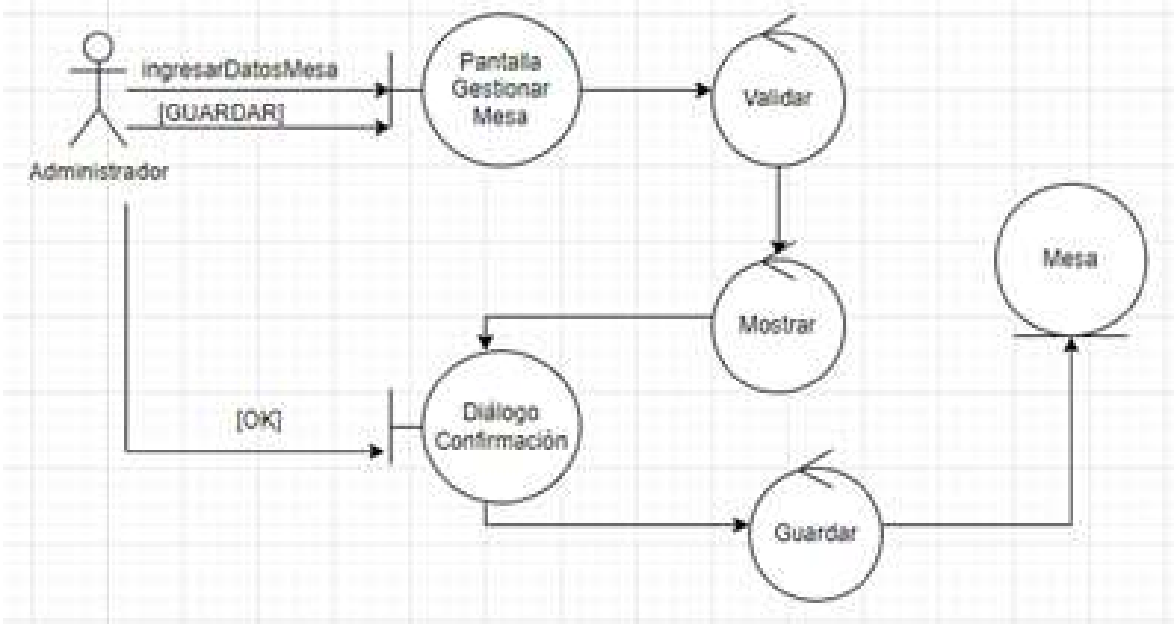 ingresarDatosMesa
[GUARDAR]
Administrador
Pantalla
Gestionar
Mesa
Validar
Mostrar
Mesa
[OK]
Diálogo
Confirmación
Guardar